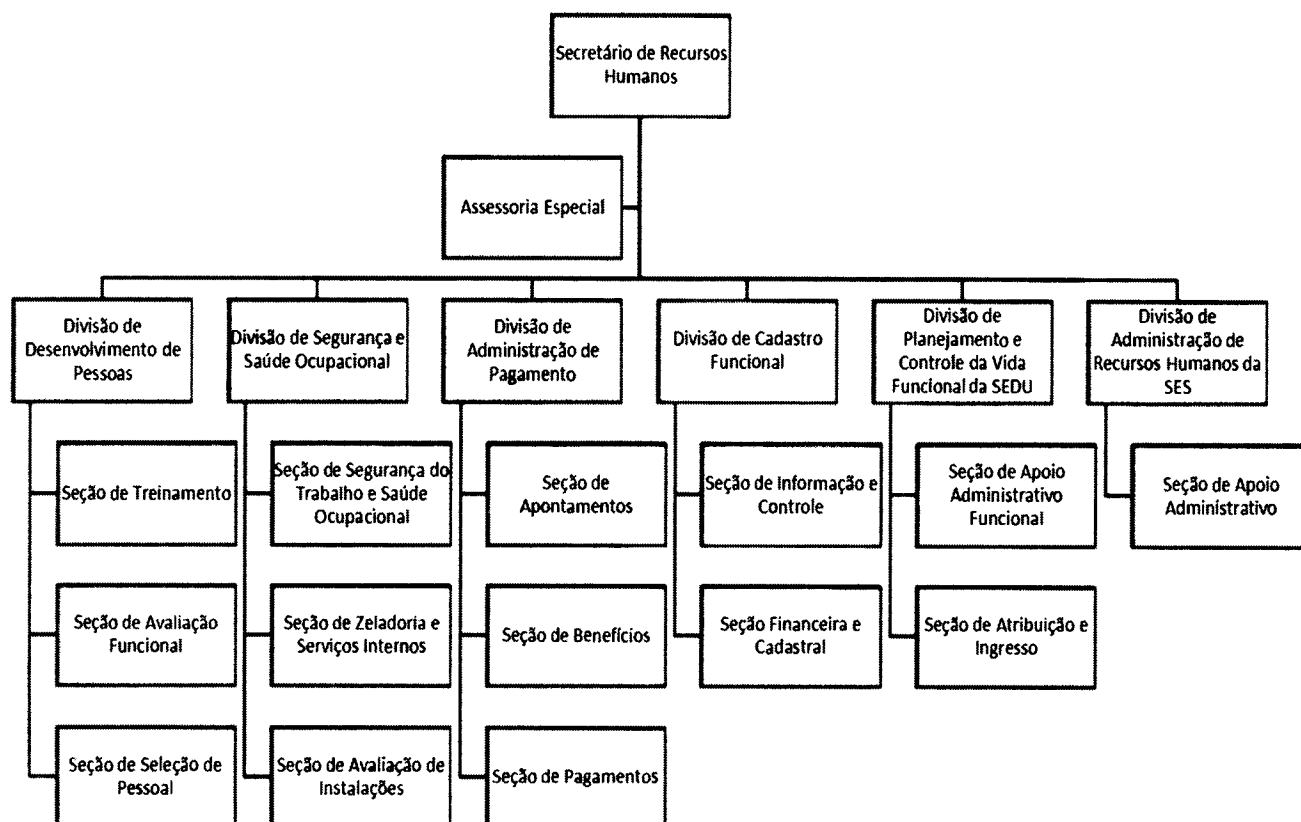 Secretário de Recursos
Humanos
Assessoria Especial
Divisão de
Desenvolvimento de
Pessoas
Divisão de Segurança e
Saúde Ocupacional
Divisão de
Administração de
Pagamento
Divisão de Cadastro
Funcional
Divisão de
Planejamento e
Controle da Vida
Funcional da SEDU
Divisão de
Administração de
Recursos Humanos da
SES
Seção de Treinamento
Seção de Segurança do
Trabalho e Saúde
Ocupacional
Seção de
Apontamentos
Seção de Informação e
Controle
Seção de Apoio
Administrativo
Funcional
Seção de Apoio
Administrativo
Seção de Avaliação
Funcional
Seção de Zeladoria e
Serviços Internos
Seção de Benefícios
Seção Financeira e
Cadastral
Seção de Atribuição e
Ingresso
Seção de Seleção de
Pessoal
Seção de Avaliação de
Instalações
Seção de Pagamentos